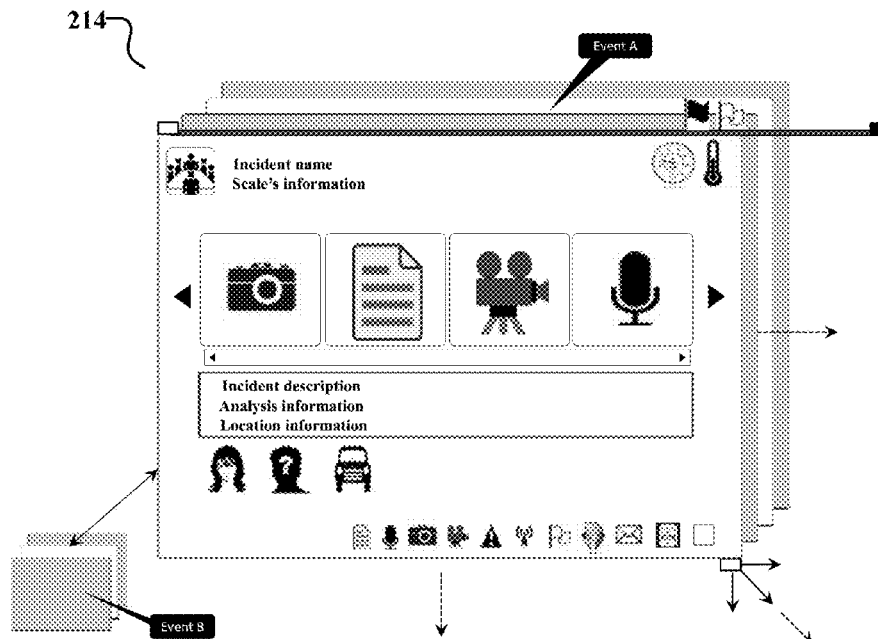 214
Event A
Incident name
Scale's information
Incident description
Analysis information
Location information
?
Event B